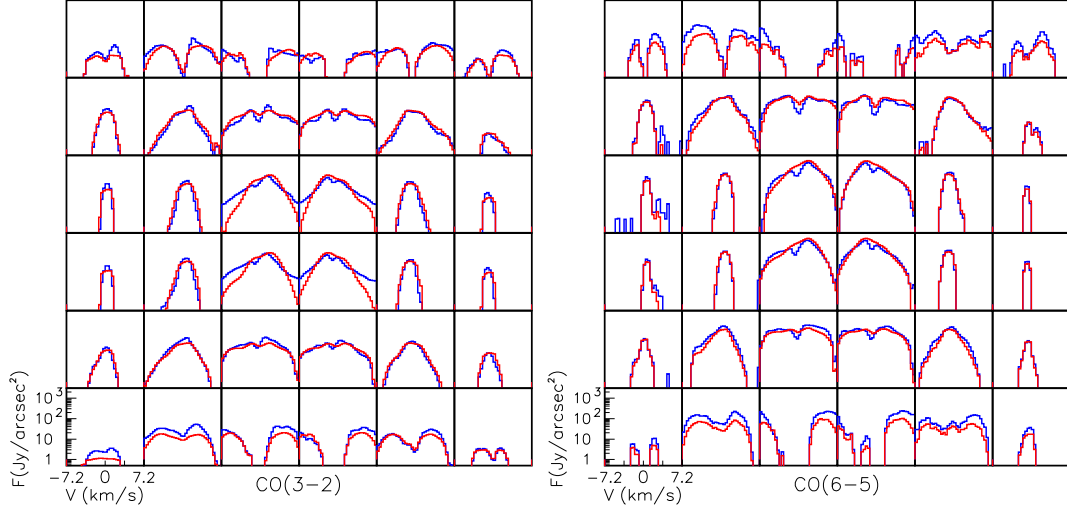 F(Jy/arcsec²)
10³
10²
10
1
−7.2 0 7.2
V (km/s)
CO(3−2)
F(Jy/arcsec²)
10³
10²
10
1
−7.2 0 7.2
V (km/s)
CO(6−5)